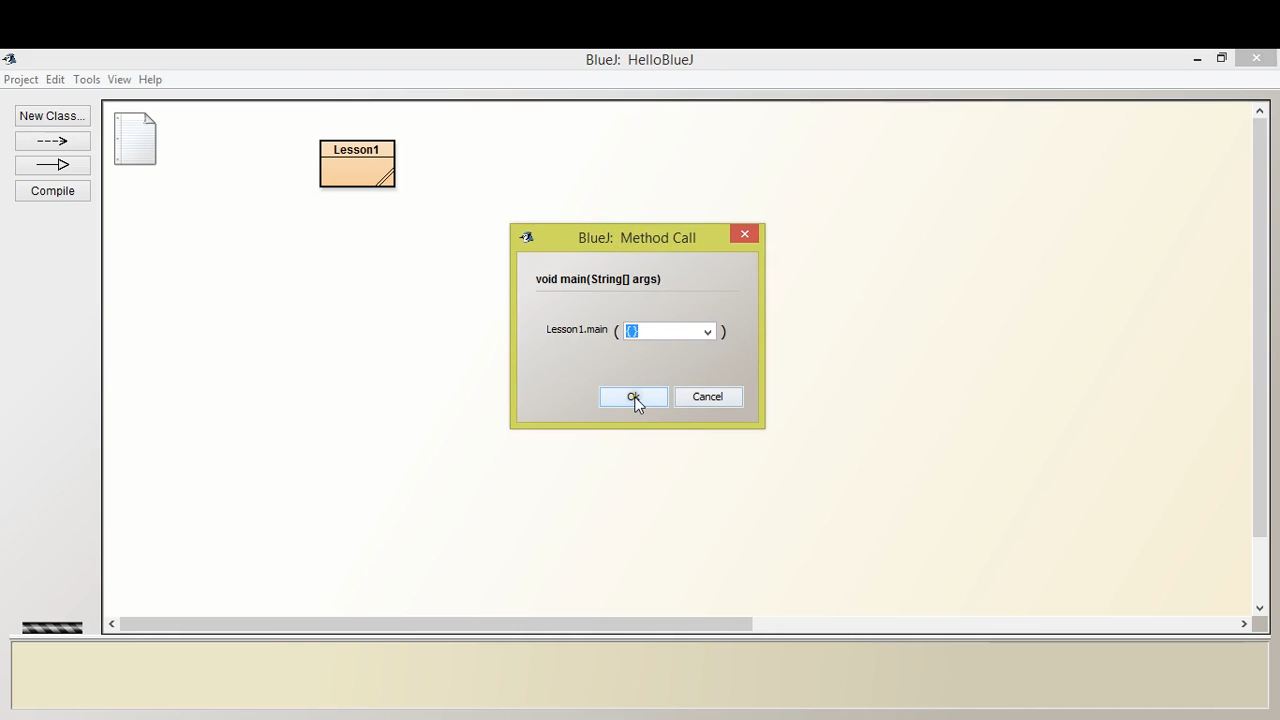 BlueJ: HelloBlueJ
Project Edit Tools View Help
New Class...
Compile
Lesson1
BlueJ: Method Call
void main(String[] args)
Lesson1.main ( {} )
Ok Cancel